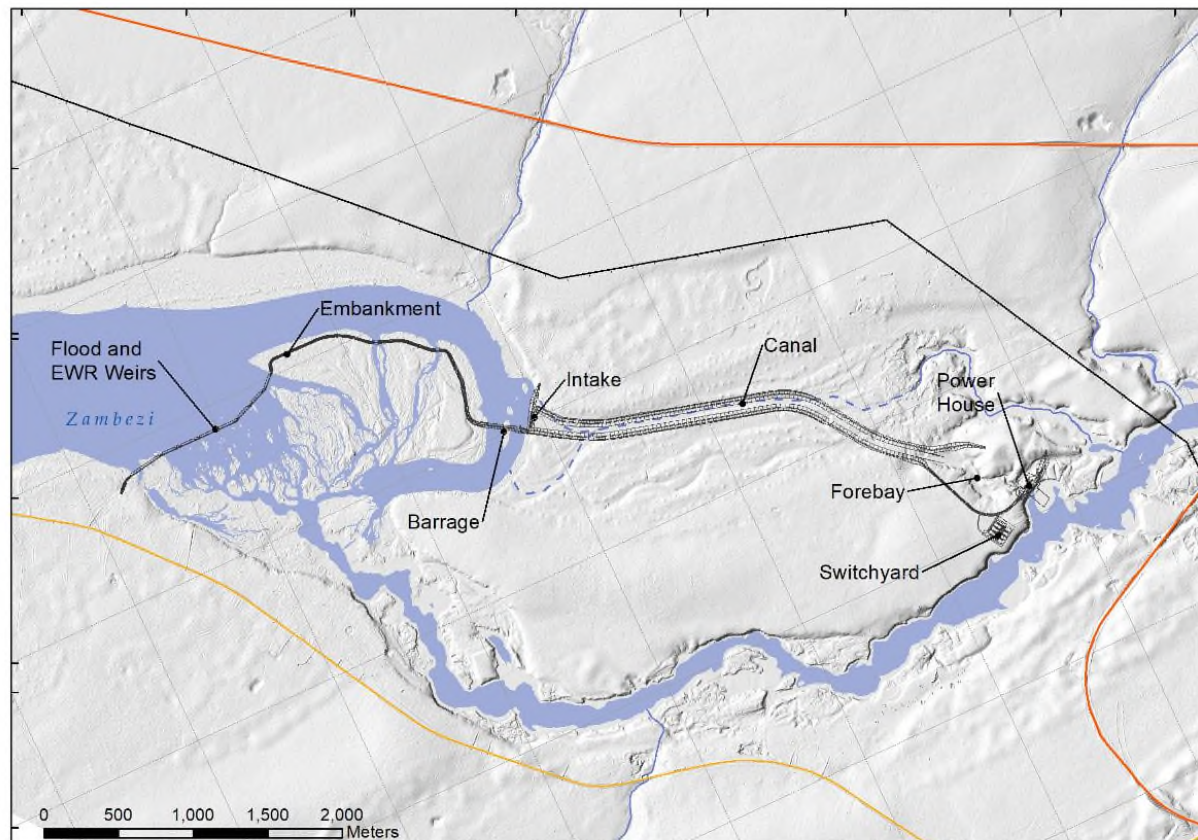 Embankment
Flood and
EWR Weirs
Zambezi
Intake
Canal
Power
House
Barrage
Forebay
Switchyard
0 500 1,000 1,500 2,000
Meters